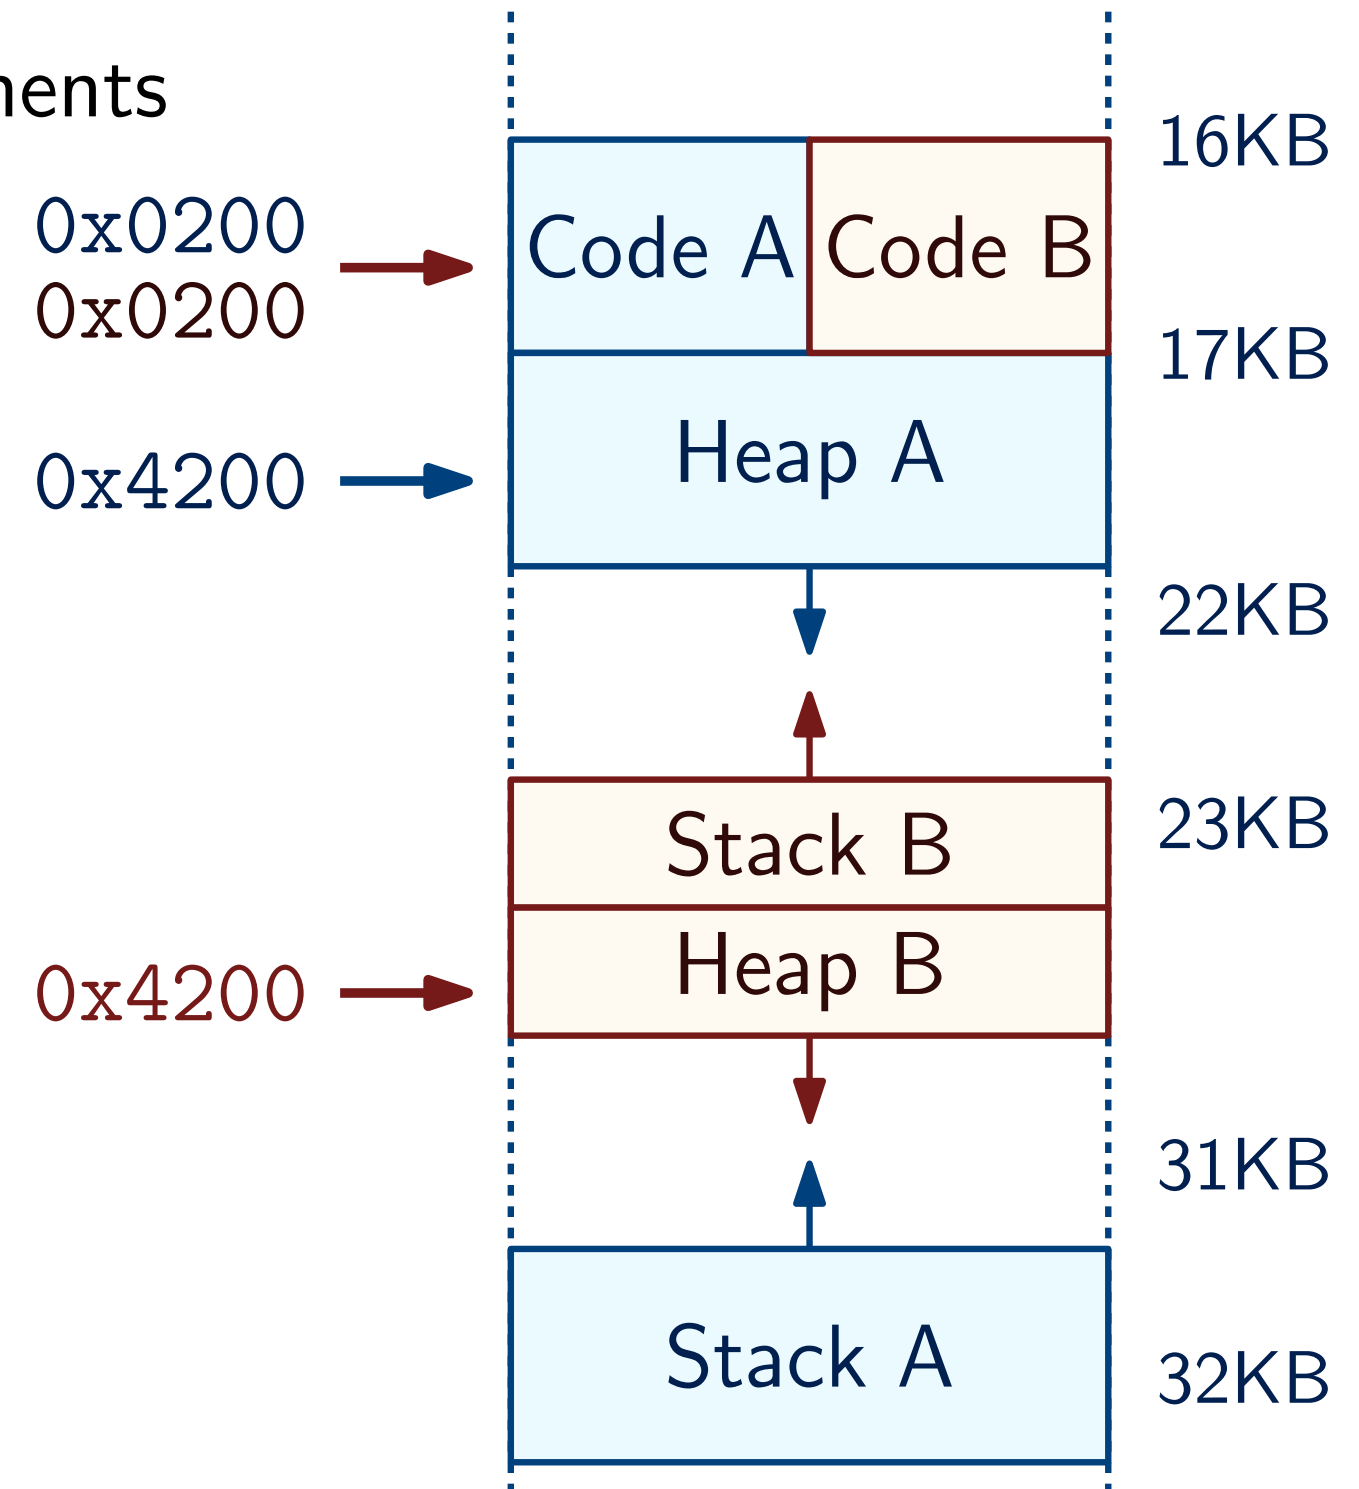 nents
16KB
0x0200
Code A
Code B
0x0200
17KB
Heap A
0x4200
22KB
Stack B
23KB
Heap B
0x4200
31KB
Stack A
32KB